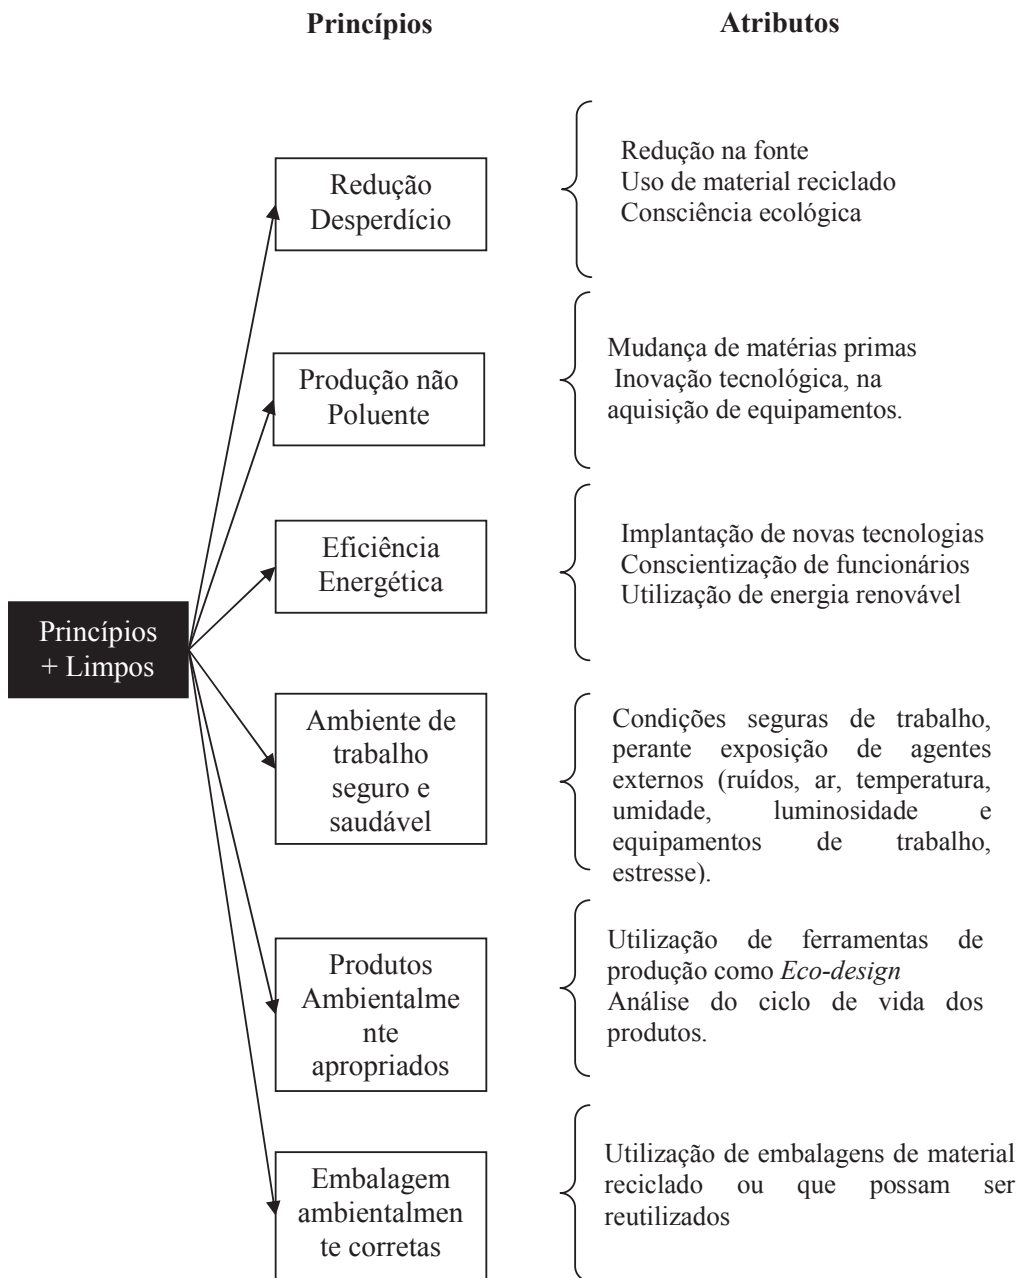 Princípios
Atributos
Redução
Desperdício
Redução na fonte
Uso de material reciclado
Consciência ecológica
Produção não
Poluente
Mudança de matérias primas
Inovação tecnológica, na
aquisição de equipamentos.
Eficiência
Energética
Implantação de novas tecnologias
Conscientização de funcionários
Utilização de energia renovável
Princípios
+ Limpos
Ambiente de
trabalho
seguro e
saudável
Condições seguras de trabalho,
perante exposição de agentes
externos (ruídos, ar, temperatura,
umidade, luminosidade e
equipamentos de trabalho,
estresse).
Produtos
Ambientalme
nte
apropriados
Utilização de ferramentas de
produção como Eco-design
Análise do ciclo de vida dos
produtos.
Embalagem
ambientalmen
te corretas
Utilização de embalagens de material
reciclado ou que possam ser
reutilizados